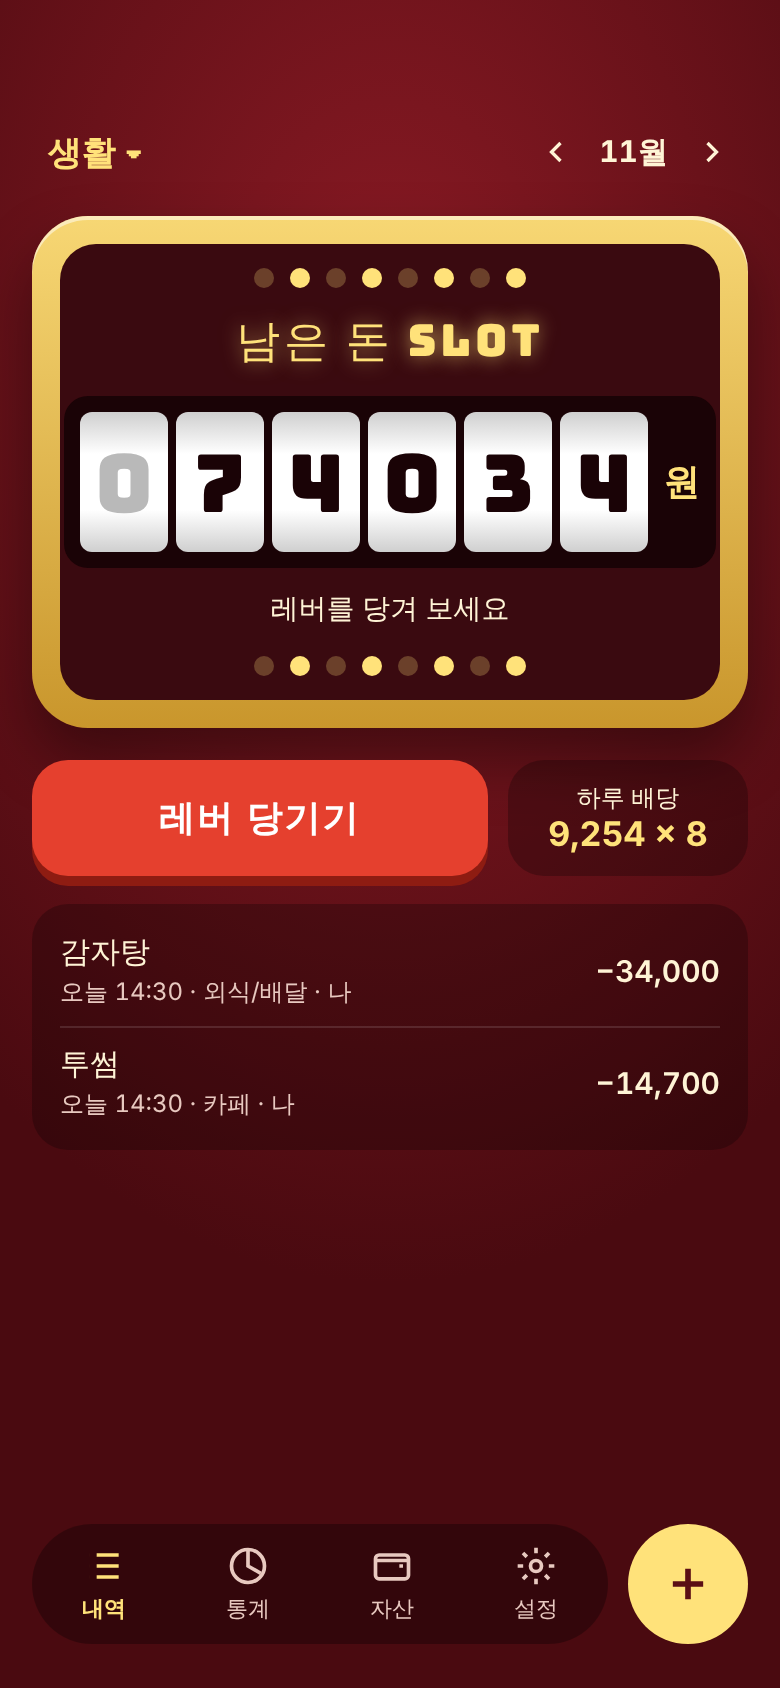 생활
11월
남은 돈 SLOT
074034 원
레버를 당겨 보세요
레버 당기기
하루 배당
9,254 × 8
감자탕
−34,000
오늘 14:30 · 외식/배달 · 나
투썸
−14,700
오늘 14:30 · 카페 · 나
내역
통계
자산
설정
+